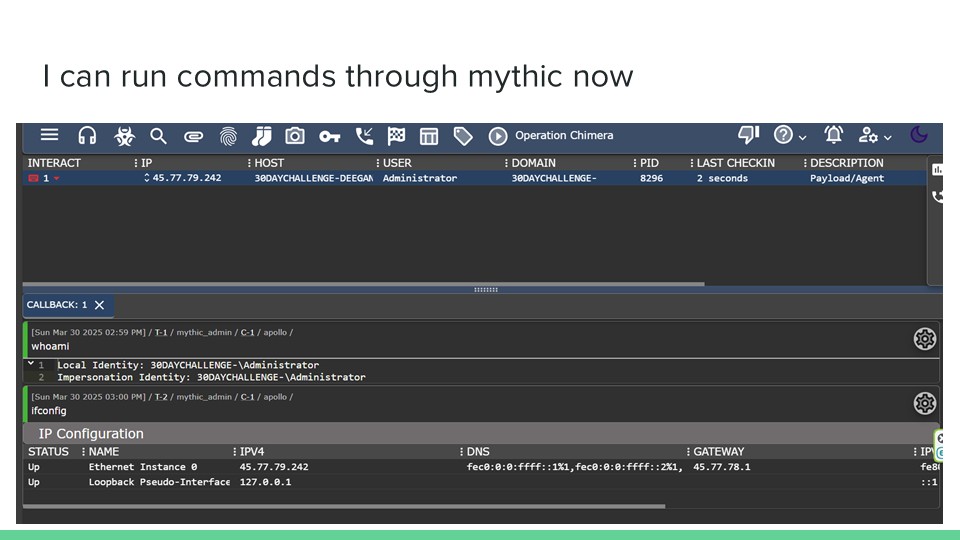 I can run commands through mythic now
Operation Chimera
INTERACT IP HOST USER DOMAIN PID LAST CHECKIN DESCRIPTION
1 45.77.79.242 30DAYCHALLENGE-DEEGAN Administrator 30DAYCHALLENGE- 8296 2 seconds Payload/Agent
CALLBACK: 1
[Sun Mar 30 2025 02:59 PM] / T-1 / mythic_admin / C-1 / apollo /
whoami
1 Local Identity: 30DAYCHALLENGE-\Administrator
2 Impersonation Identity: 30DAYCHALLENGE-\Administrator
[Sun Mar 30 2025 03:00 PM] / T-2 / mythic_admin / C-1 / apollo /
ifconfig
IP Configuration
STATUS NAME IPV4 DNS GATEWAY
Up Ethernet Instance 0 45.77.79.242 fec0:0:0:ffff::1%1,fec0:0:0:ffff::2%1, 45.77.78.1
Up Loopback Pseudo-Interface 127.0.0.1 ::1